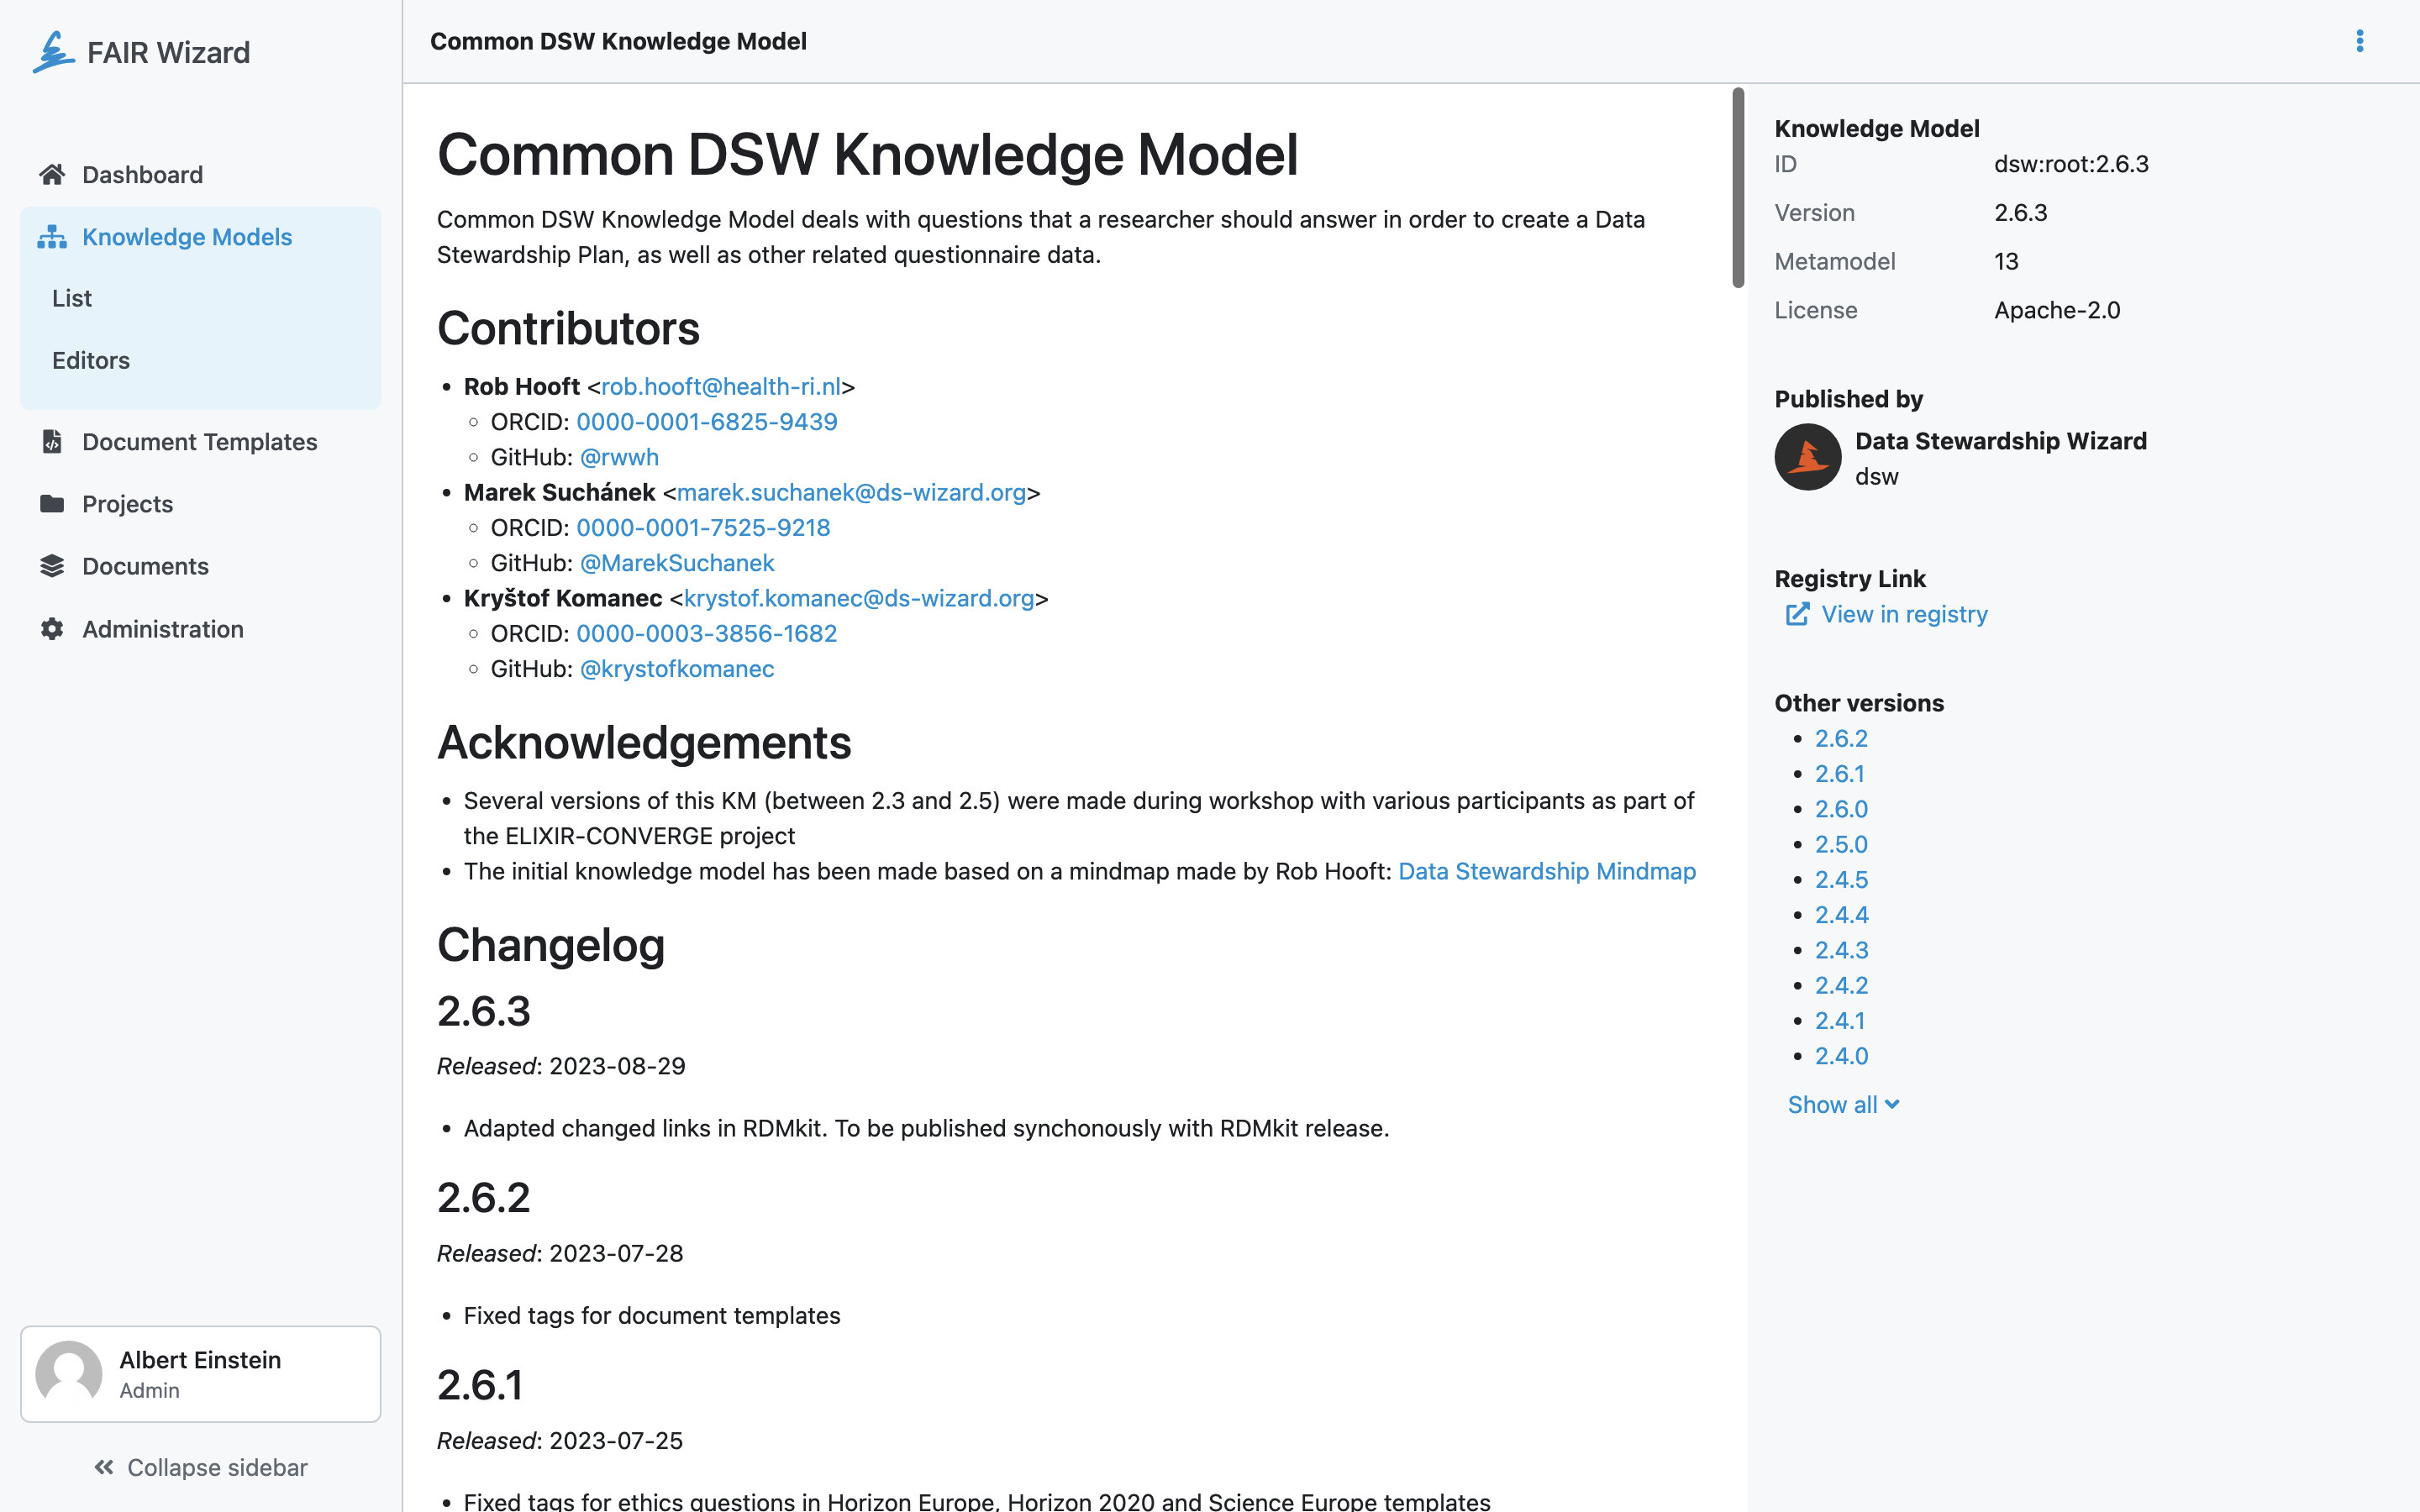 FAIR Wizard
Dashboard
Knowledge Models
List
Editors
Document Templates
Projects
Documents
Administration
Albert Einstein
Admin
Collapse sidebar
Common DSW Knowledge Model
Common DSW Knowledge Model
Common DSW Knowledge Model deals with questions that a researcher should answer in order to create a Data
Stewardship Plan, as well as other related questionnaire data.
Contributors
• Rob Hooft <rob.hooft@health-ri.nl>
◦ ORCID: 0000-0001-6825-9439
◦ GitHub: @rwwh
• Marek Suchánek <marek.suchanek@ds-wizard.org>
◦ ORCID: 0000-0001-7525-9218
◦ GitHub: @MarekSuchanek
• Kryštof Komanec <krystof.komanec@ds-wizard.org>
◦ ORCID: 0000-0003-3856-1682
◦ GitHub: @krystofkomanec
Acknowledgements
• Several versions of this KM (between 2.3 and 2.5) were made during workshop with various participants as part of
the ELIXIR-CONVERGE project
• The initial knowledge model has been made based on a mindmap made by Rob Hooft: Data Stewardship Mindmap
Changelog
2.6.3
Released: 2023-08-29
• Adapted changed links in RDMkit. To be published synchonously with RDMkit release.
2.6.2
Released: 2023-07-28
• Fixed tags for document templates
2.6.1
Released: 2023-07-25
• Fixed tags for ethics questions in Horizon Europe, Horizon 2020 and Science Europe templates
Knowledge Model
ID dsw:root:2.6.3
Version 2.6.3
Metamodel 13
License Apache-2.0
Published by
Data Stewardship Wizard
dsw
Registry Link
View in registry
Other versions
• 2.6.2
• 2.6.1
• 2.6.0
• 2.5.0
• 2.4.5
• 2.4.4
• 2.4.3
• 2.4.2
• 2.4.1
• 2.4.0
Show all